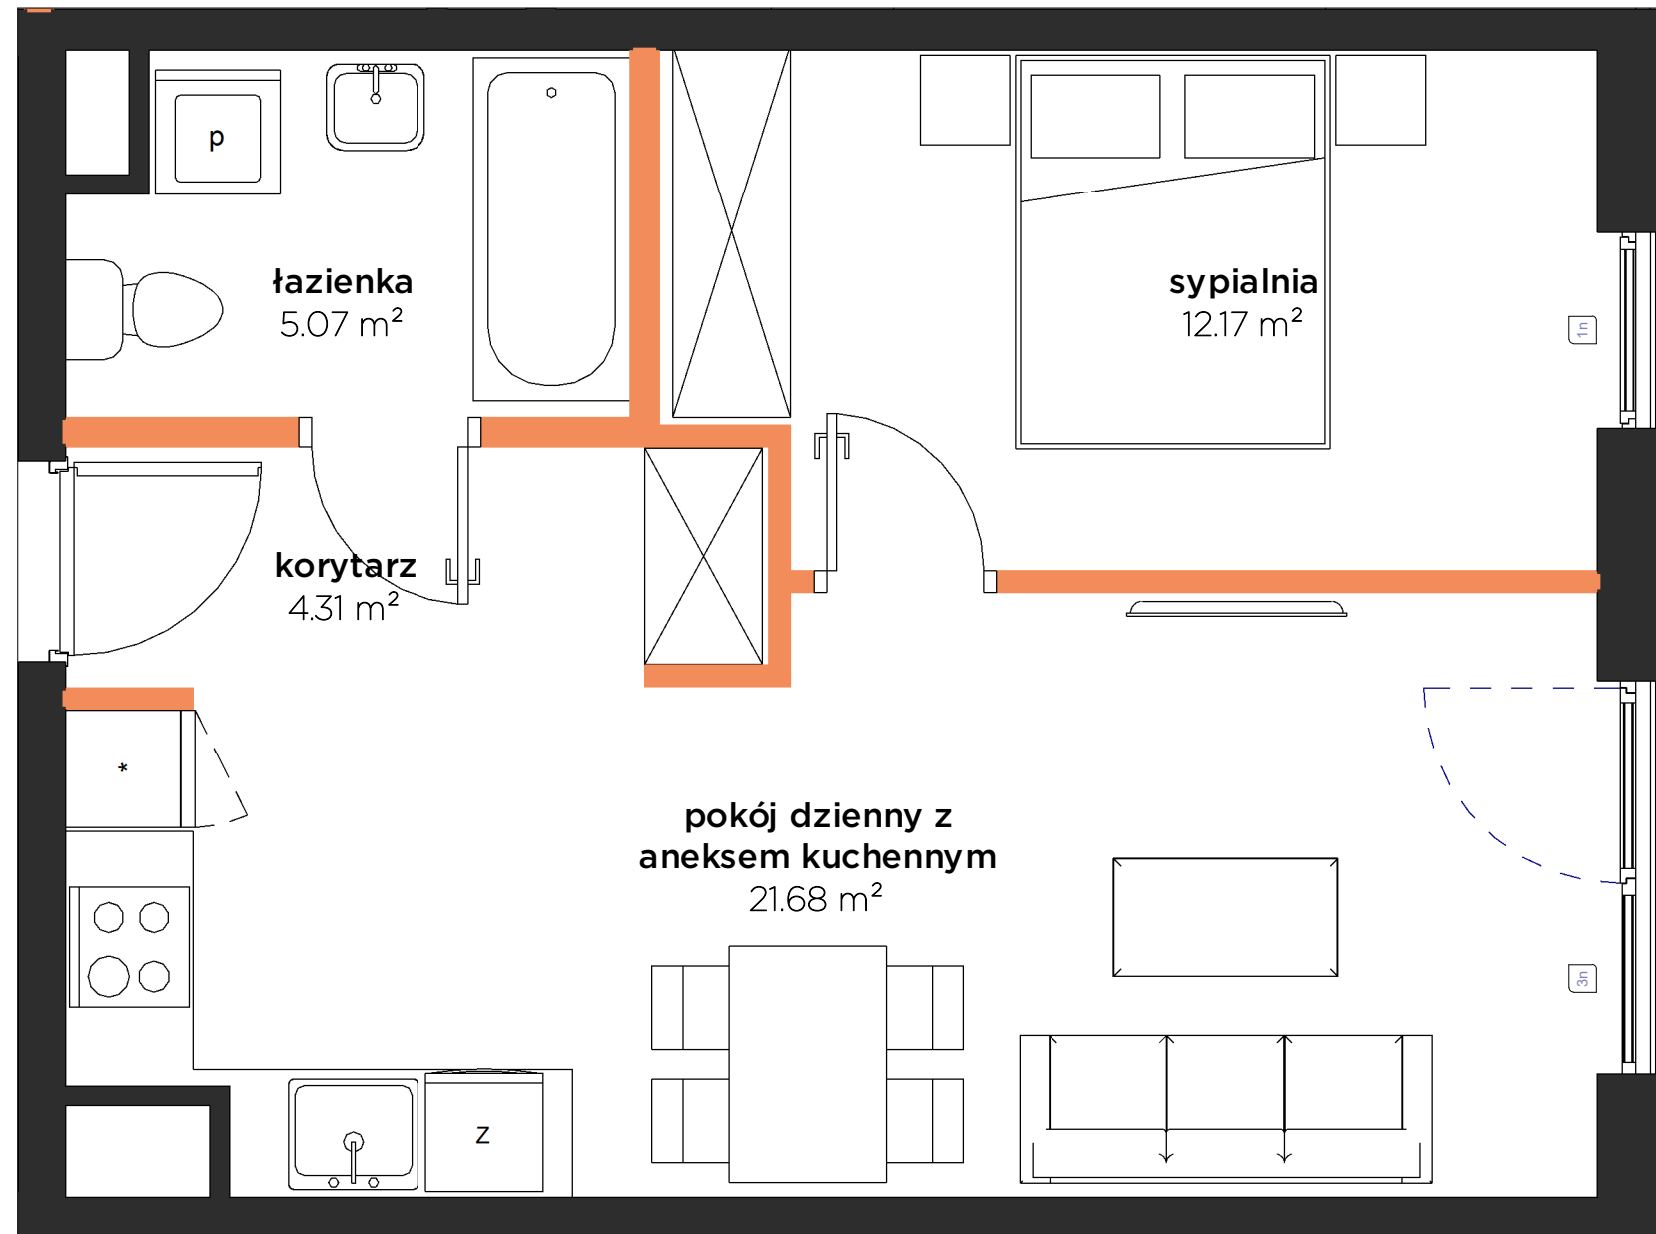 p
łazienka
5.07 m²
sypialnia
12.17 m²
1n
korytarz
4.31 m²
*
pokój dzienny z
aneksem kuchennym
21.68 m²
3n
z